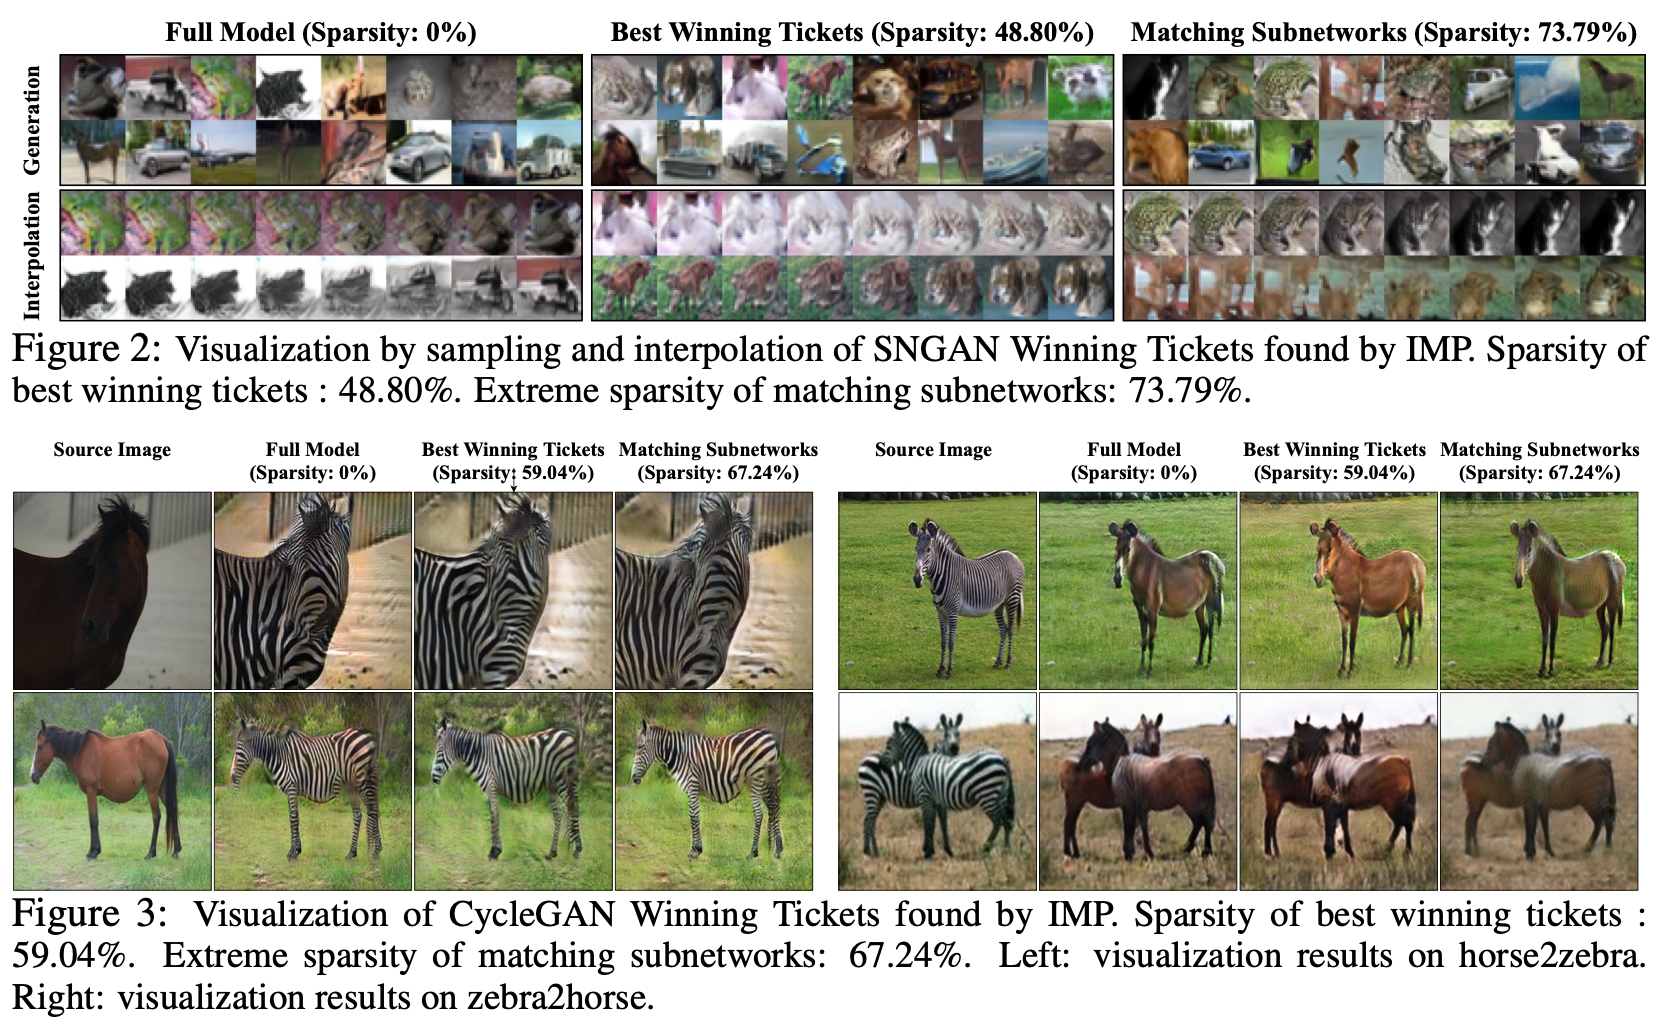 Full Model (Sparsity: 0%)
Best Winning Tickets (Sparsity: 48.80%)
Matching Subnetworks (Sparsity: 73.79%)
Generation
Interpolation
Figure 2: Visualization by sampling and interpolation of SNGAN Winning Tickets found by IMP. Sparsity of
best winning tickets : 48.80%. Extreme sparsity of matching subnetworks: 73.79%.
Source Image
Full Model
(Sparsity: 0%)
Best Winning Tickets
(Sparsity: 59.04%)
Matching Subnetworks
(Sparsity: 67.24%)
Source Image
Full Model
(Sparsity: 0%)
Best Winning Tickets
(Sparsity: 59.04%)
Matching Subnetworks
(Sparsity: 67.24%)
Figure 3: Visualization of CycleGAN Winning Tickets found by IMP. Sparsity of best winning tickets :
59.04%. Extreme sparsity of matching subnetworks: 67.24%. Left: visualization results on horse2zebra.
Right: visualization results on zebra2horse.